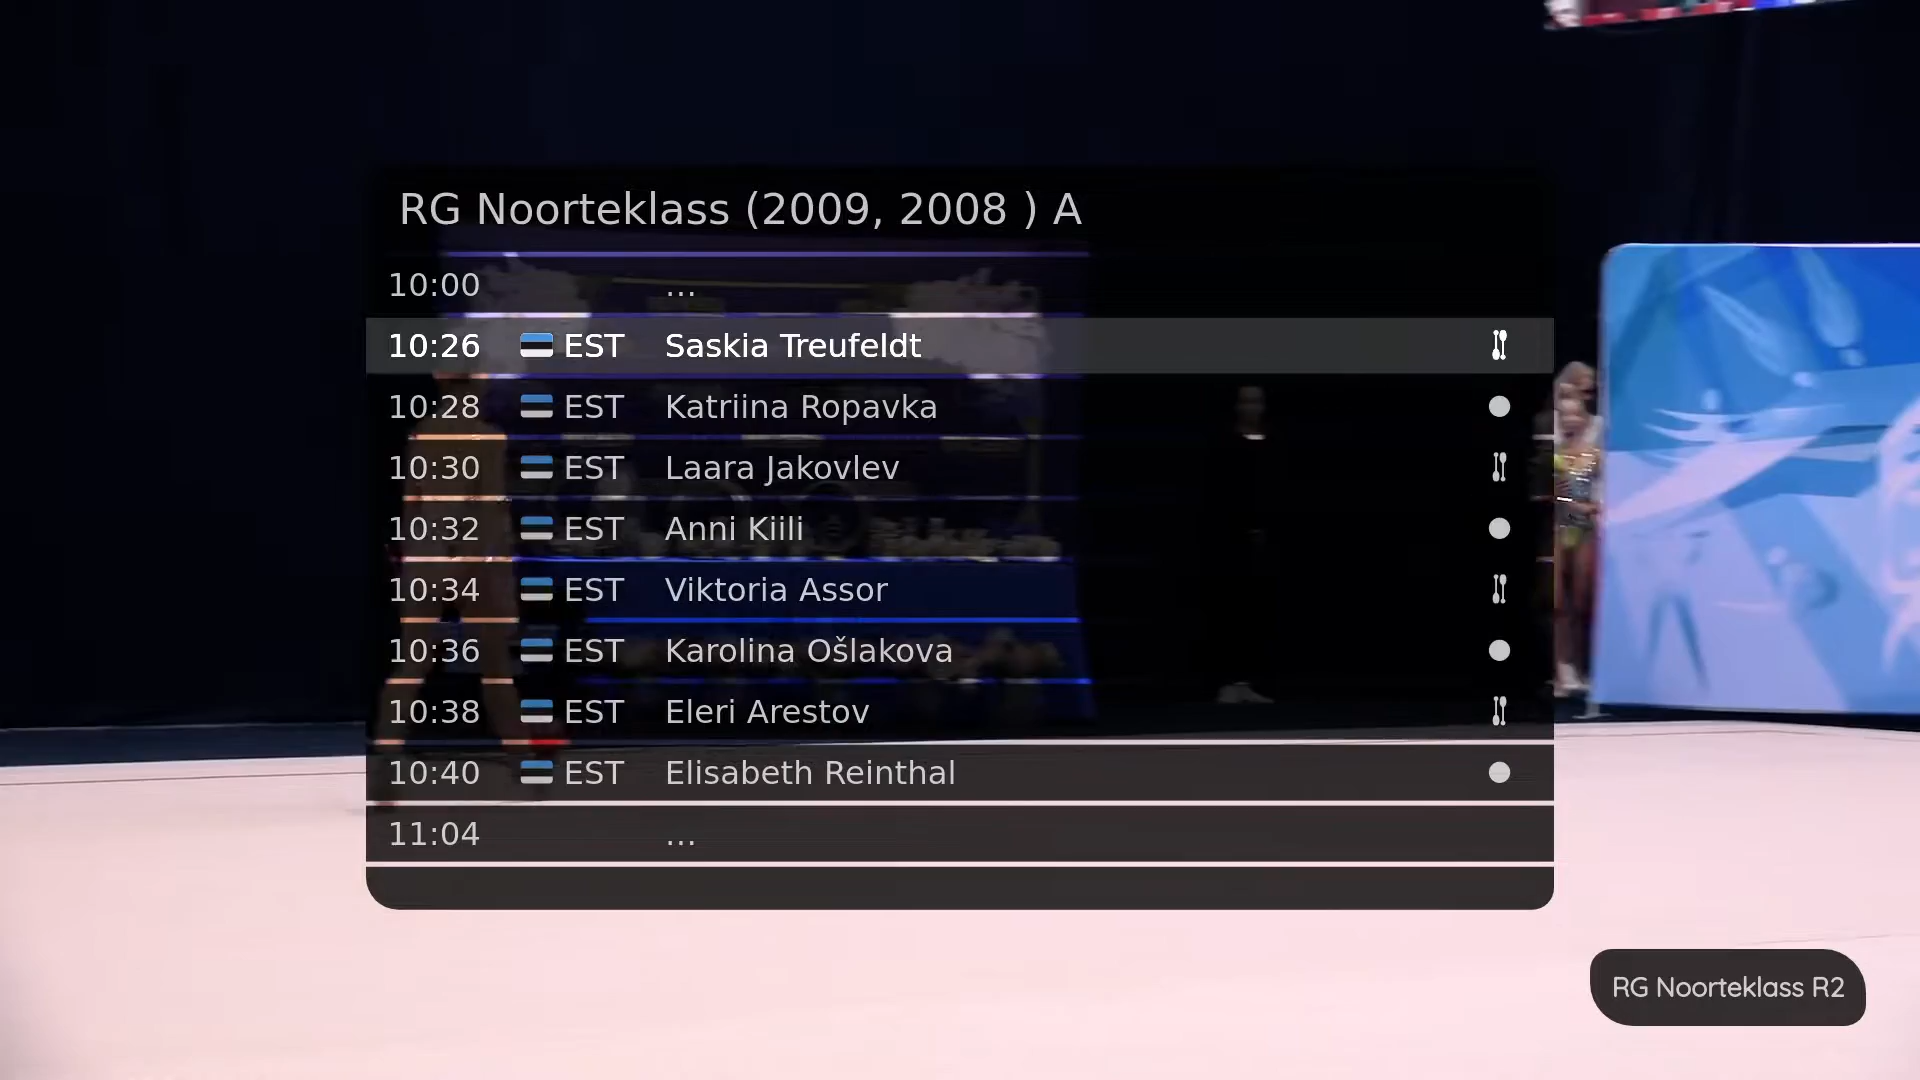 RG Noorteklass (2009, 2008 ) A
10:00 ...
10:26 EST Saskia Treufeldt
10:28 EST Katriina Ropavka
10:30 EST Laara Jakovlev
10:32 EST Anni Kiili
10:34 EST Viktoria Assor
10:36 EST Karolina Ošlakova
10:38 EST Eleri Arestov
10:40 EST Elisabeth Reinthal
11:04 ...
RG Noorteklass R2